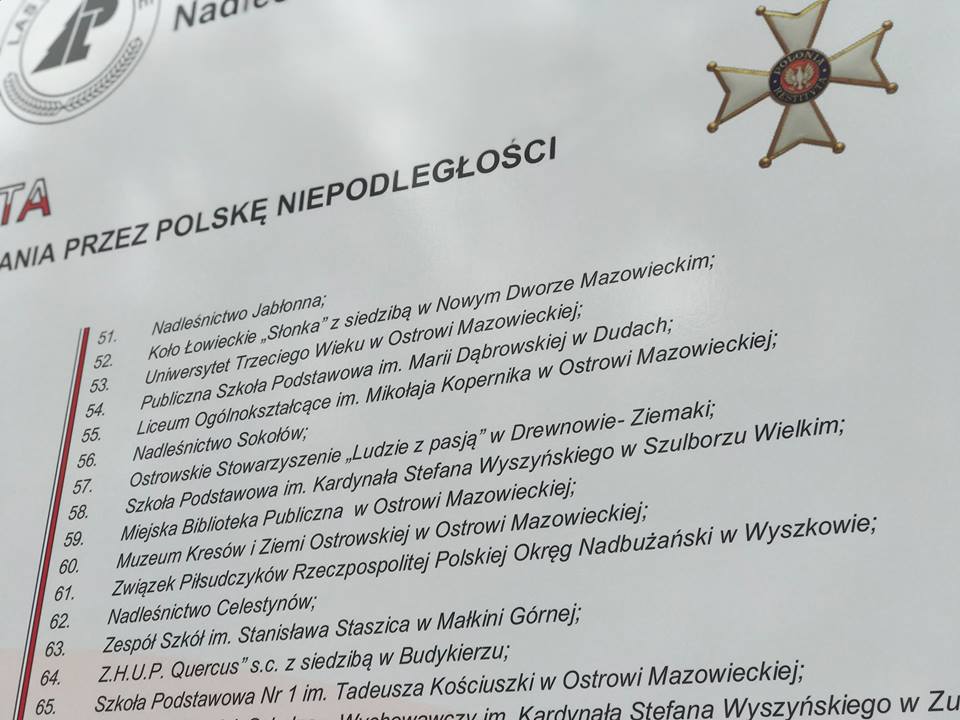 LAS
POLONIA
RESTITVTA
TA
ANIA PRZEZ POLSKĘ NIEPODLEGŁOŚCI
51. Nadleśnictwo Jabłonna;
52. Koło Łowieckie „Słonka” z siedzibą w Nowym Dworze Mazowieckim;
53. Uniwersytet Trzeciego Wieku w Ostrowi Mazowieckiej;
54. Publiczna Szkoła Podstawowa im. Marii Dąbrowskiej w Dudach;
55. Liceum Ogólnokształcące im. Mikołaja Kopernika w Ostrowi Mazowieckiej;
56. Nadleśnictwo Sokołów;
57. Ostrowskie Stowarzyszenie „Ludzie z pasją” w Drewnowie- Ziemaki;
58. Szkoła Podstawowa im. Kardynała Stefana Wyszyńskiego w Szulborzu Wielkim;
59. Miejska Biblioteka Publiczna w Ostrowi Mazowieckiej;
60. Muzeum Kresów i Ziemi Ostrowskiej w Ostrowi Mazowieckiej;
61. Związek Piłsudczyków Rzeczpospolitej Polskiej Okręg Nadbużański w Wyszkowie;
62. Nadleśnictwo Celestynów;
63. Zespół Szkół im. Stanisława Staszica w Małkini Górnej;
64. Z.H.U.P. Quercus” s.c. z siedzibą w Budykierzu;
65. Szkoła Podstawowa Nr 1 im. Tadeusza Kościuszki w Ostrowi Mazowieckiej;
Wychowawczy im. Kardynała Stefana Wyszyńskiego w Zu